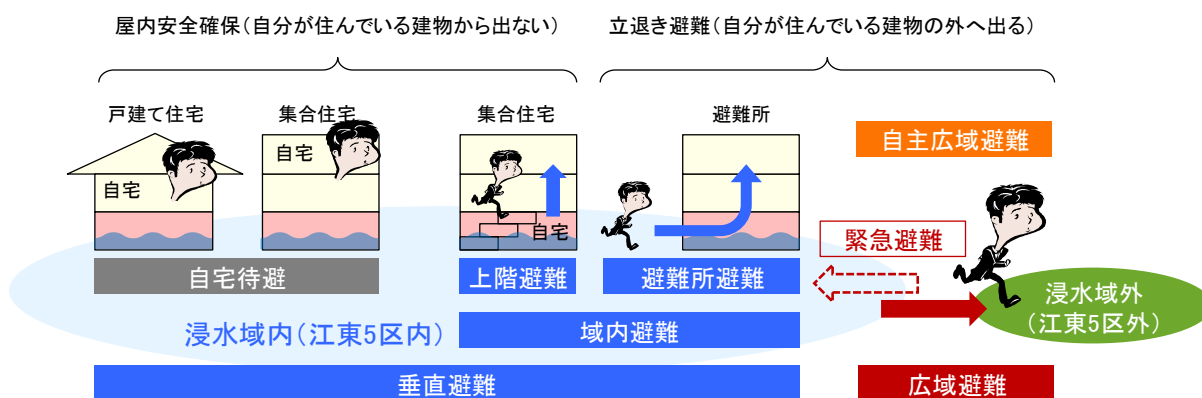 屋内安全確保(自分が住んでいる建物から出ない)
立退き避難(自分が住んでいる建物の外へ出る)
戸建て住宅
集合住宅
集合住宅
避難所
自主広域避難
自宅
自宅
自宅
緊急避難
自宅待避
上階避難
避難所避難
浸水域外
(江東5区外)
浸水域内(江東5区内)
域内避難
垂直避難
広域避難